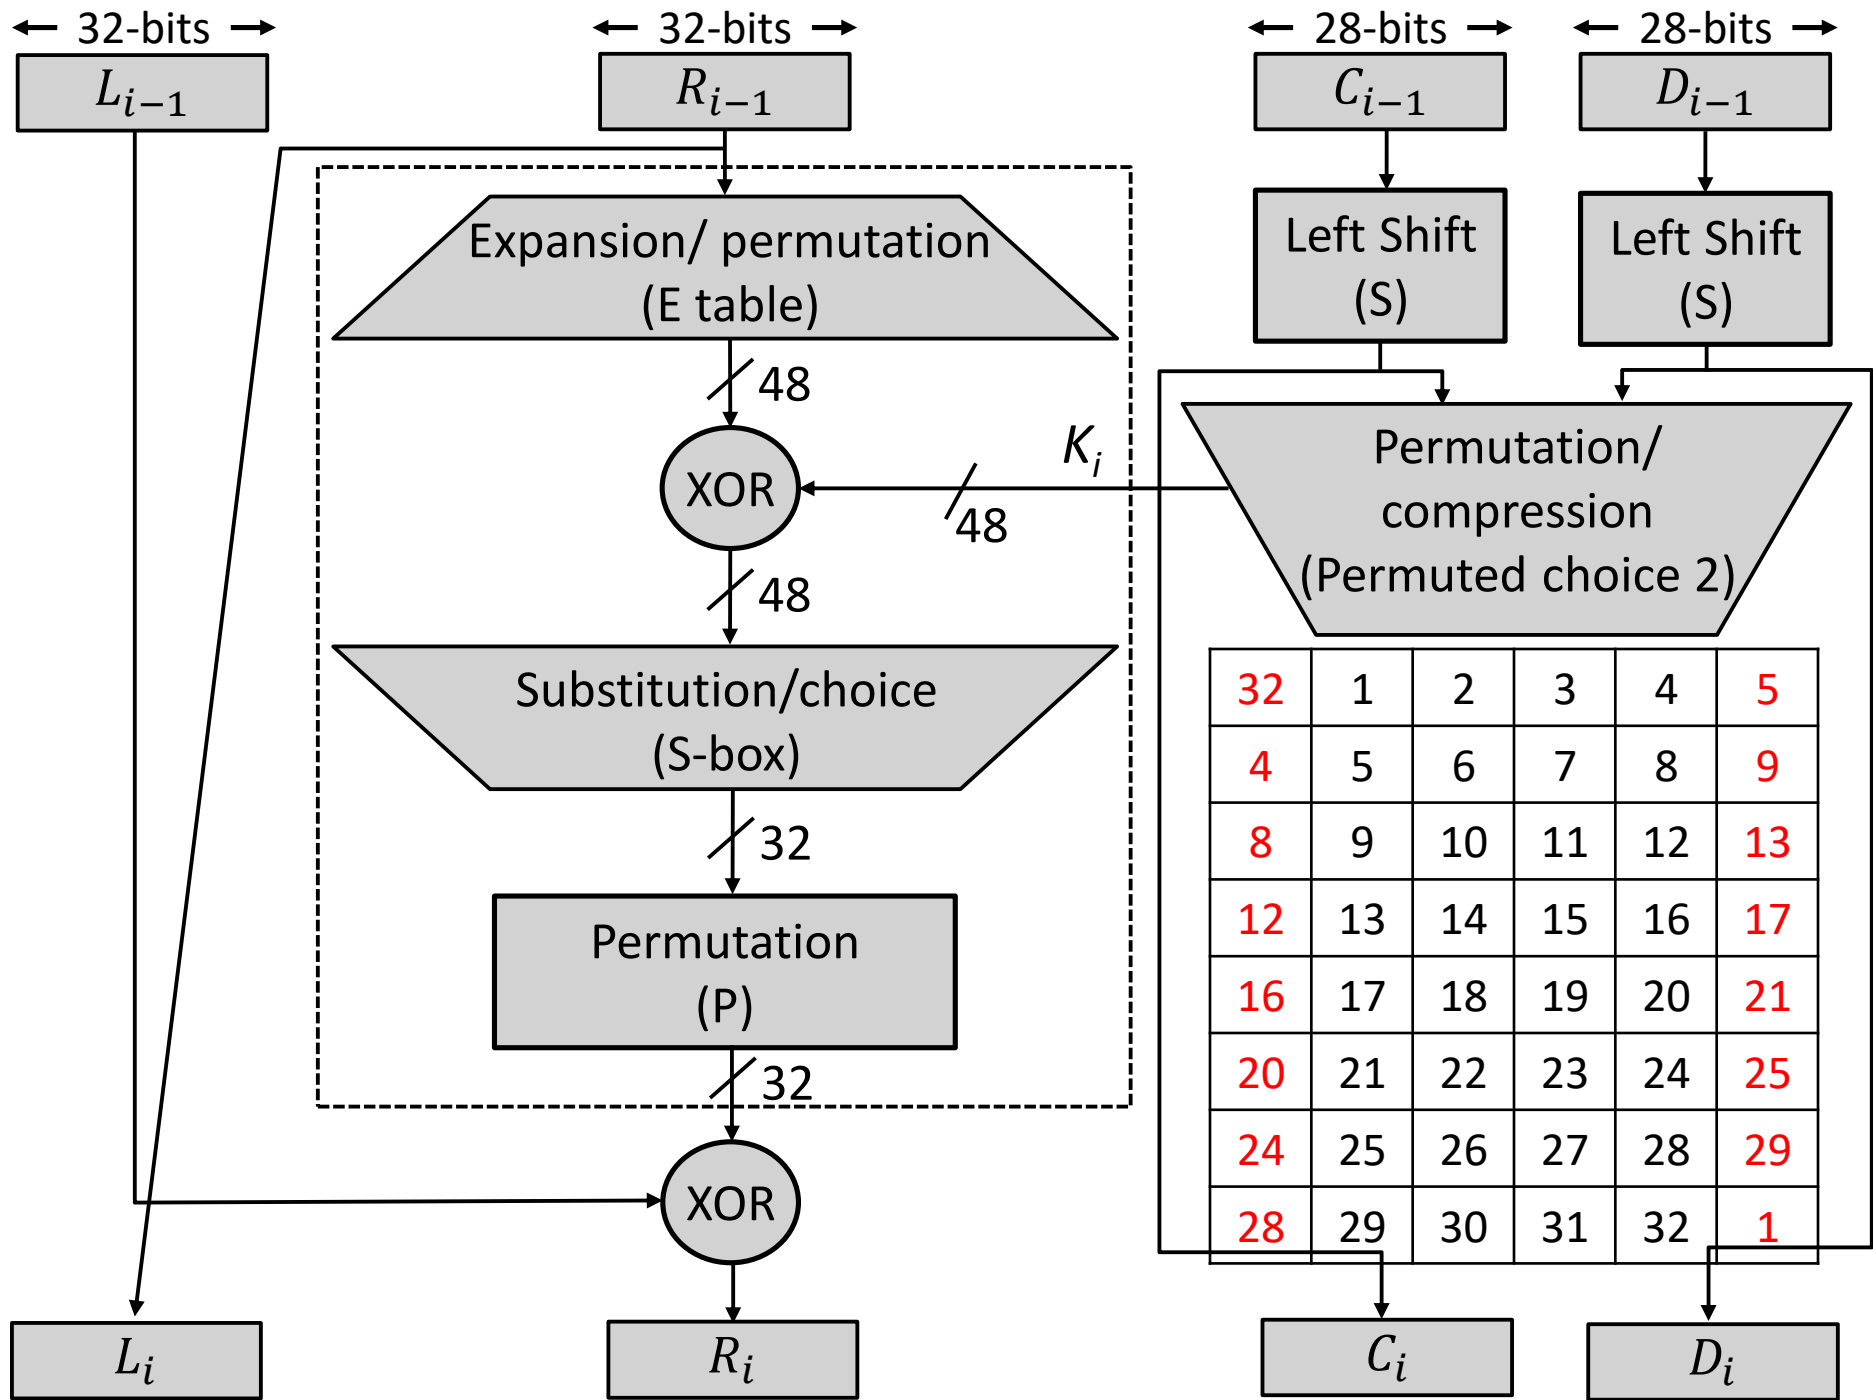 32-bits
32-bits
28-bits
28-bits
L_{i−1}
R_{i−1}
C_{i−1}
D_{i−1}
Expansion/ permutation
(E table)
Left Shift
(S)
Left Shift
(S)
48
XOR
K_i
48
Permutation/
compression
(Permuted choice 2)
48
Substitution/choice
(S-box)
32
Permutation
(P)
32
XOR
32 1 2 3 4 5
4 5 6 7 8 9
8 9 10 11 12 13
12 13 14 15 16 17
16 17 18 19 20 21
20 21 22 23 24 25
24 25 26 27 28 29
28 29 30 31 32 1
L_i
R_i
C_i
D_i